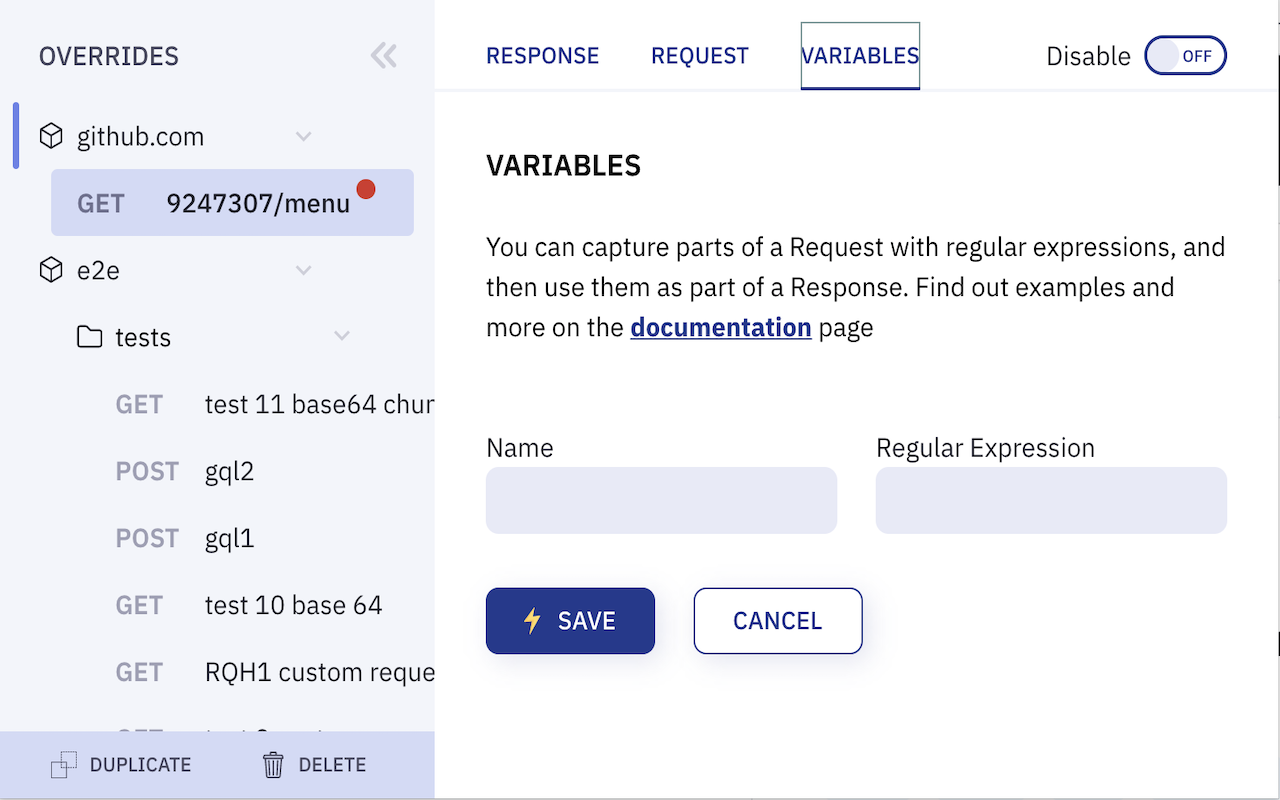 OVERRIDES
github.com
GET 9247307/menu
e2e
tests
GET test 11 base64 chur
POST gql2
POST gql1
GET test 10 base 64
GET RQH1 custom reque
DUPLICATE DELETE
RESPONSE REQUEST VARIABLES Disable OFF
VARIABLES
You can capture parts of a Request with regular expressions, and
then use them as part of a Response. Find out examples and
more on the documentation page
Name Regular Expression
SAVE CANCEL